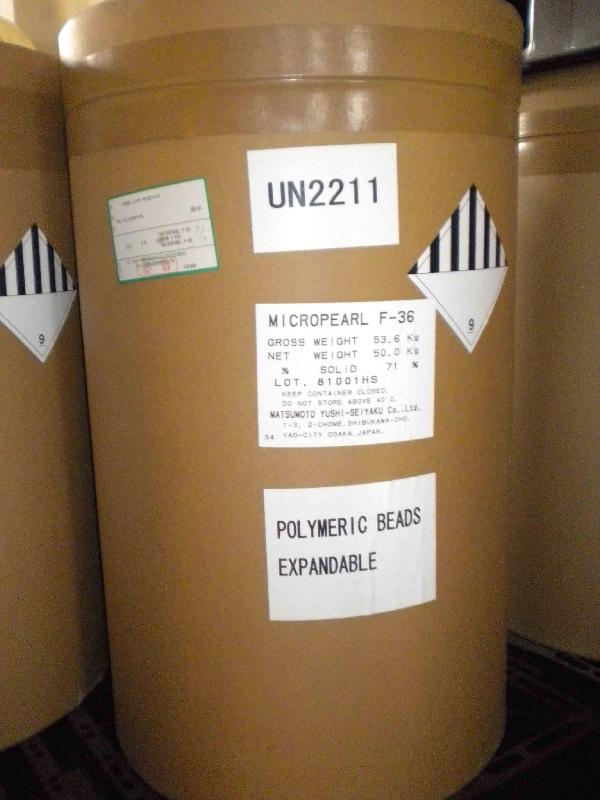 UN2211
9
9
MICROPEARL F-36
GROSS WEIGHT 53.6 Kg
NET WEIGHT 50.0 Kg
% SOLID 71 %
LOT. 81001HS
KEEP CONTAINER CLOSED.
DO NOT STORE ABOVE 40°C.
MATSUMOTO YUSHI-SEIYAKU Co.,Ltd.
1-3, 2-CHOME, SHIBUKAWA-CHO,
34 YAO-CITY OSAKA, JAPAN.
POLYMERIC BEADS
EXPANDABLE